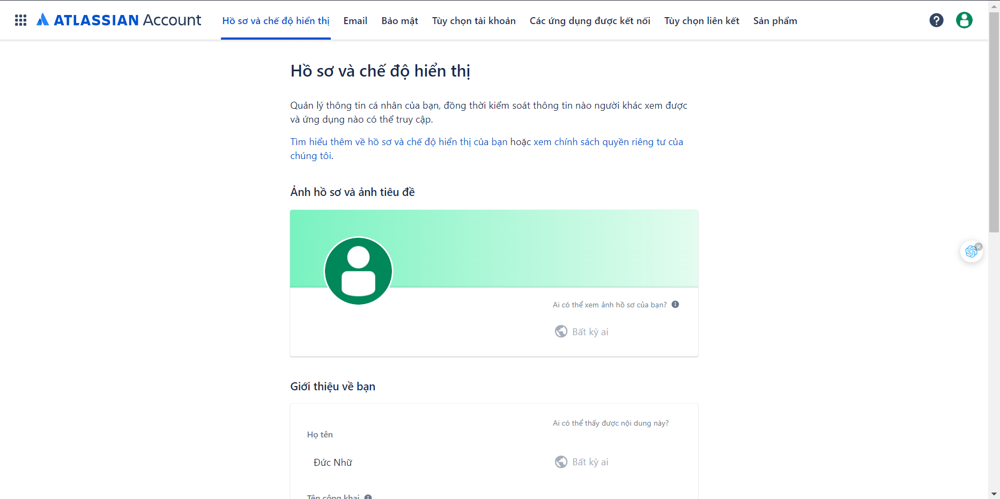 ATLASSIAN Account
Hồ sơ và chế độ hiển thị
Email
Bảo mật
Tùy chọn tài khoản
Các ứng dụng được kết nối
Tùy chọn liên kết
Sản phẩm
Hồ sơ và chế độ hiển thị
Quản lý thông tin cá nhân của bạn, đồng thời kiểm soát thông tin nào người khác xem được
và ứng dụng nào có thể truy cập.
Tìm hiểu thêm về hồ sơ và chế độ hiển thị của bạn hoặc xem chính sách quyền riêng tư của
chúng tôi.
Ảnh hồ sơ và ảnh tiêu đề
Ai có thể xem ảnh hồ sơ của bạn?
Bất kỳ ai
Giới thiệu về bạn
Ai có thể thấy được nội dung này?
Họ tên
Đức Nhữ
Bất kỳ ai
Tên công khai